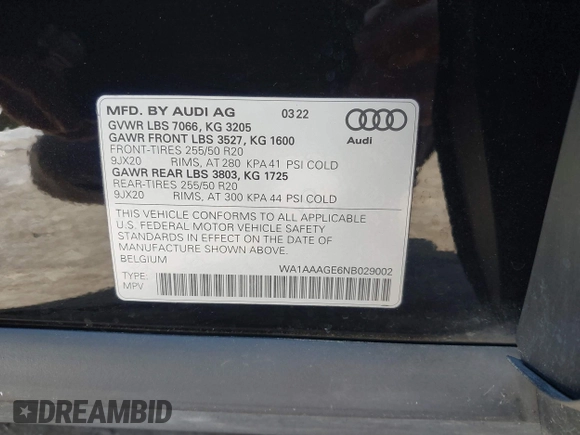 MFD. BY AUDI AG 03 22
GVWR LBS 7066, KG 3205
GAWR FRONT LBS 3527, KG 1600
FRONT-TIRES 255/50 R20
9JX20 RIMS, AT 280 KPA 41 PSI COLD
GAWR REAR LBS 3803, KG 1725
REAR-TIRES 255/50 R20
9JX20 RIMS, AT 300 KPA 44 PSI COLD
Audi
THIS VEHICLE CONFORMS TO ALL APPLICABLE
U.S. FEDERAL MOTOR VEHICLE SAFETY
STANDARDS IN EFFECT ON THE DATE OF
MANUFACTURE SHOWN ABOVE.
BELGIUM WA1AAAGE6NB029002
TYPE:
MPV
DREAMBID